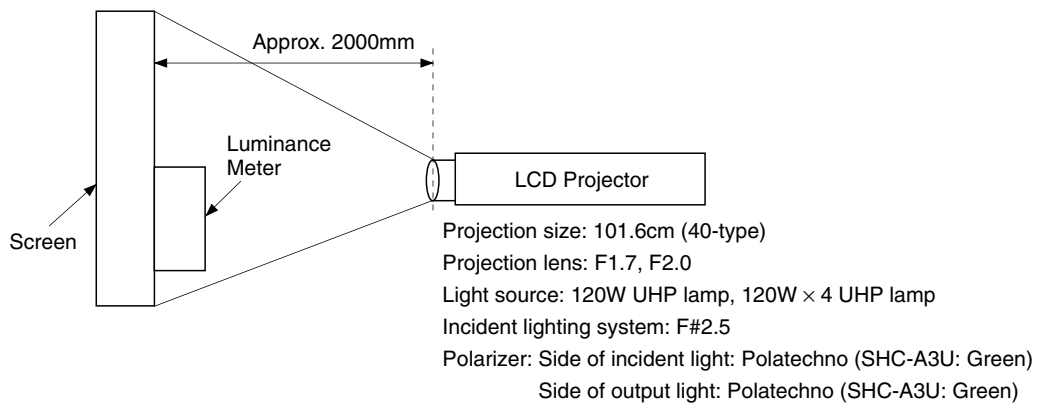 Approx. 2000mm
Luminance
Meter
LCD Projector
Screen
Projection size: 101.6cm (40-type)
Projection lens: F1.7, F2.0
Light source: 120W UHP lamp, 120W × 4 UHP lamp
Incident lighting system: F#2.5
Polarizer: Side of incident light: Polatechno (SHC-A3U: Green)
Side of output light: Polatechno (SHC-A3U: Green)